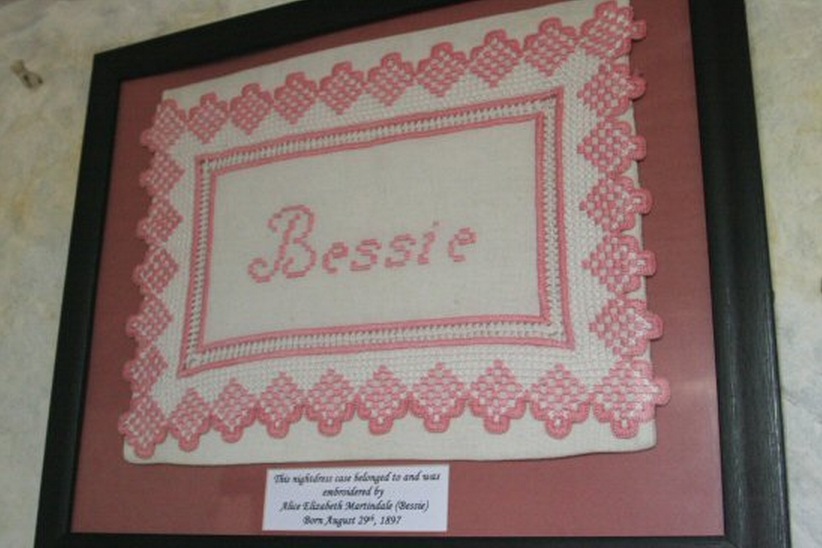 Bessie
This nightdress case belonged to and was
embroidered by
Alice Elizabeth Martindale (Bessie)
Born August 29th, 1897